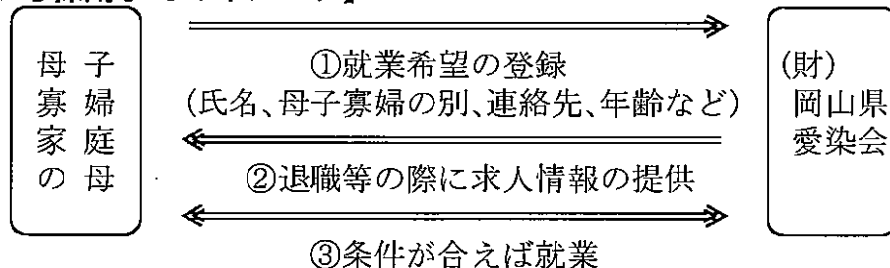 母子
寡婦
家庭
の母
①就業希望の登録
(氏名、母子寡婦の別、連絡先、年齢など)
②退職等の際に求人情報の提供
③条件が合えば就業
(財)
岡山県
愛染会